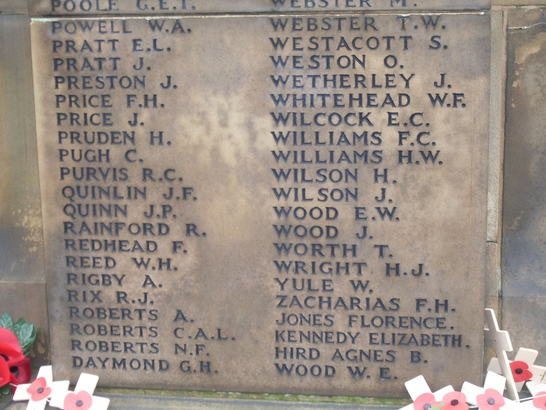 POOLE G.E.T.
POWELL W.A.
PRATT E.L.
PRATT J.
PRESTON J.
PRICE F.H.
PRICE J.
PRUDEN H.
PUGH C.
PURVIS R.C.
QUINLIN J.F.
QUINN J.P.
RAINFORD R.
REDHEAD F.
REED W.H.
RIGBY A.
RIX R.J.
ROBERTS A.
ROBERTS C.A.L.
ROBERTS N.F.
DAYMOND G.H.
WEBSTER M.
WEBSTER T.W.
WESTACOTT S.
WESTON O.
WETHERLEY J.
WHITEHEAD W.F.
WILCOCK E.C.
WILLIAMS F.C.
WILLIAMS H.W.
WILSON H.
WILSON J.
WOOD E.W.
WOOD J.
WORTH T.
WRIGHT H.J.
YULE W.
ZACHARIAS F.H.
JONES FLORENCE.
KENNEDY ELIZABETH.
HIRD AGNES B.
WOOD W.E.